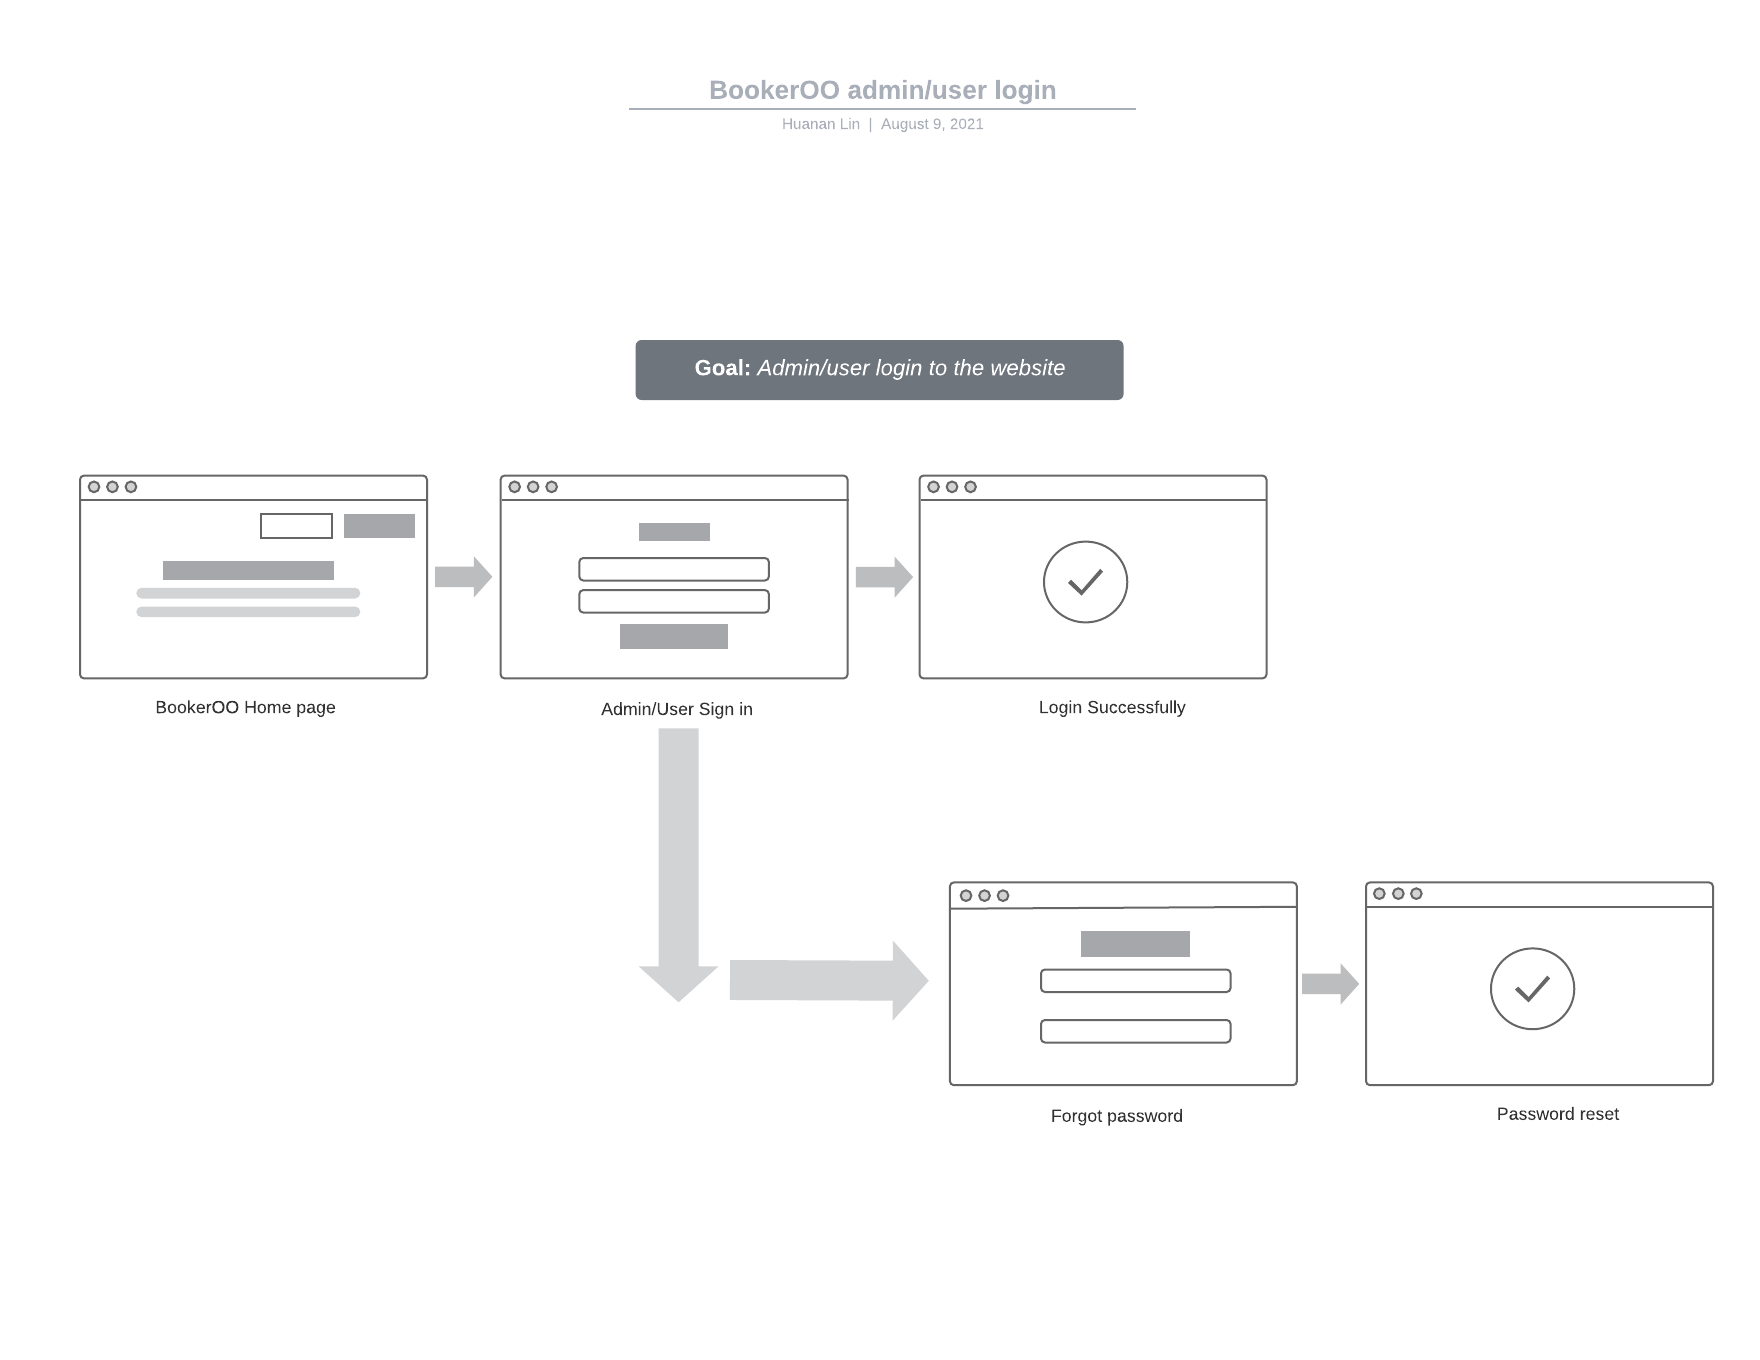 BookerOO admin/user login
Huanan Lin | August 9, 2021
Goal: Admin/user login to the website
BookerOO Home page
Admin/User Sign in
Login Successfully
Forgot password
Password reset